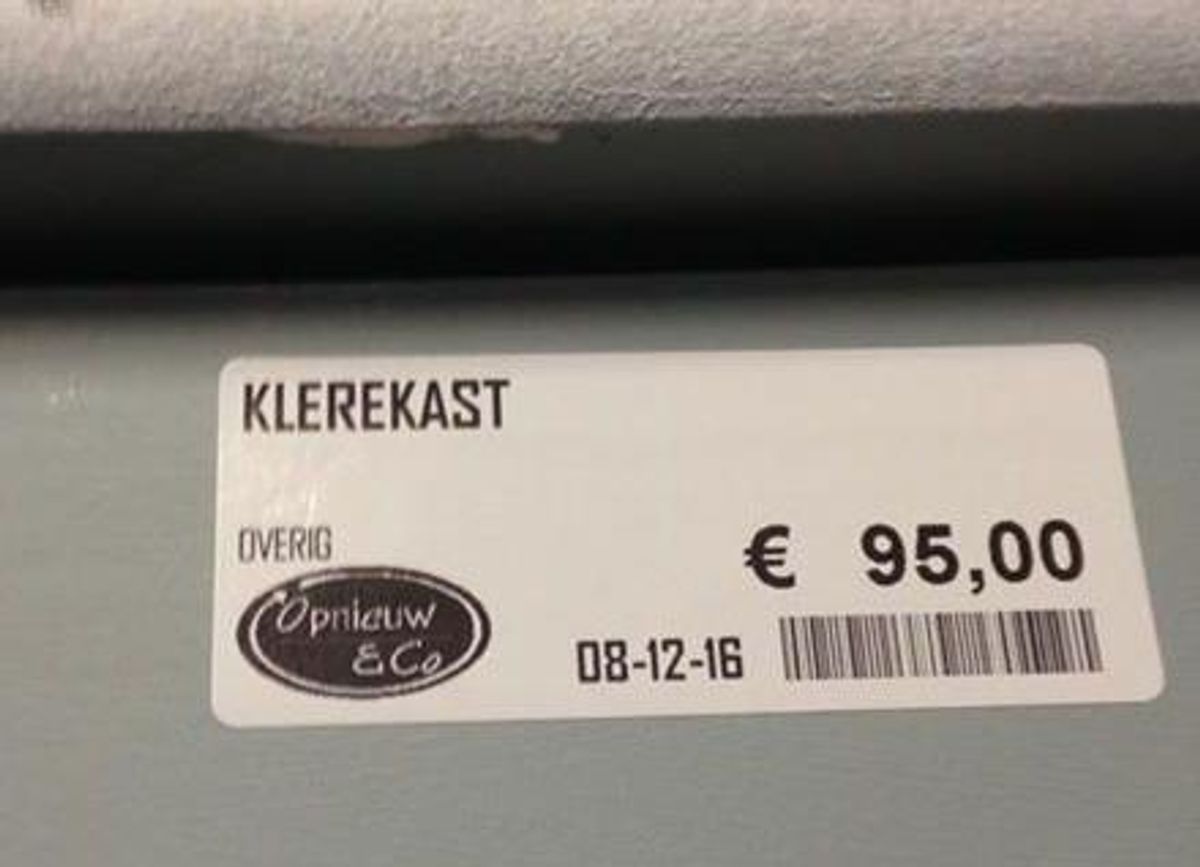 KLEREKAST
OVERIG
€ 95,00
Opnieuw
& Co
08-12-16